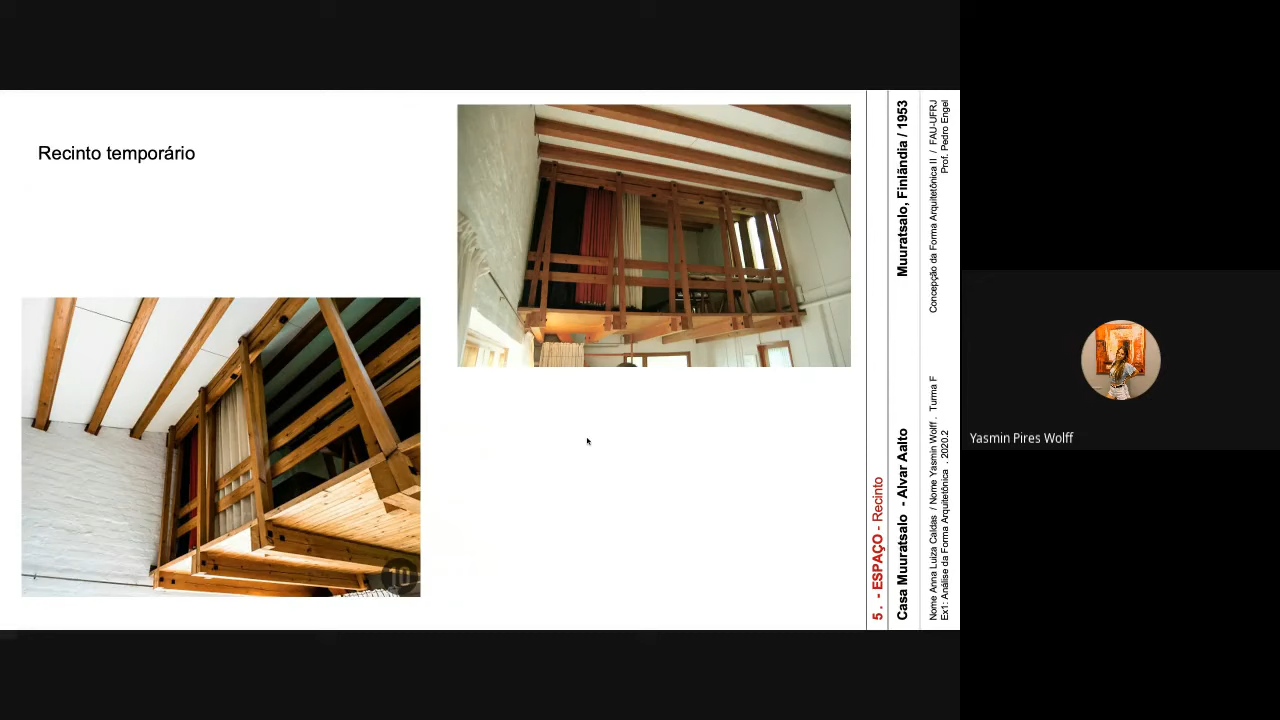 Recinto temporário
10
5 . - ESPAÇO - Recinto
Casa Muuratsalo - Alvar Aalto
Muuratsalo, Finlândia / 1953
Nome Anna Luiza Caldas / Nome Yasmin Wolff . Turma F
Ex1: Análise da Forma Arquitetônica . 2020.2
Concepção da Forma Arquitetônica II / FAU-UFRJ
Prof. Pedro Engel
Yasmin Pires Wolff